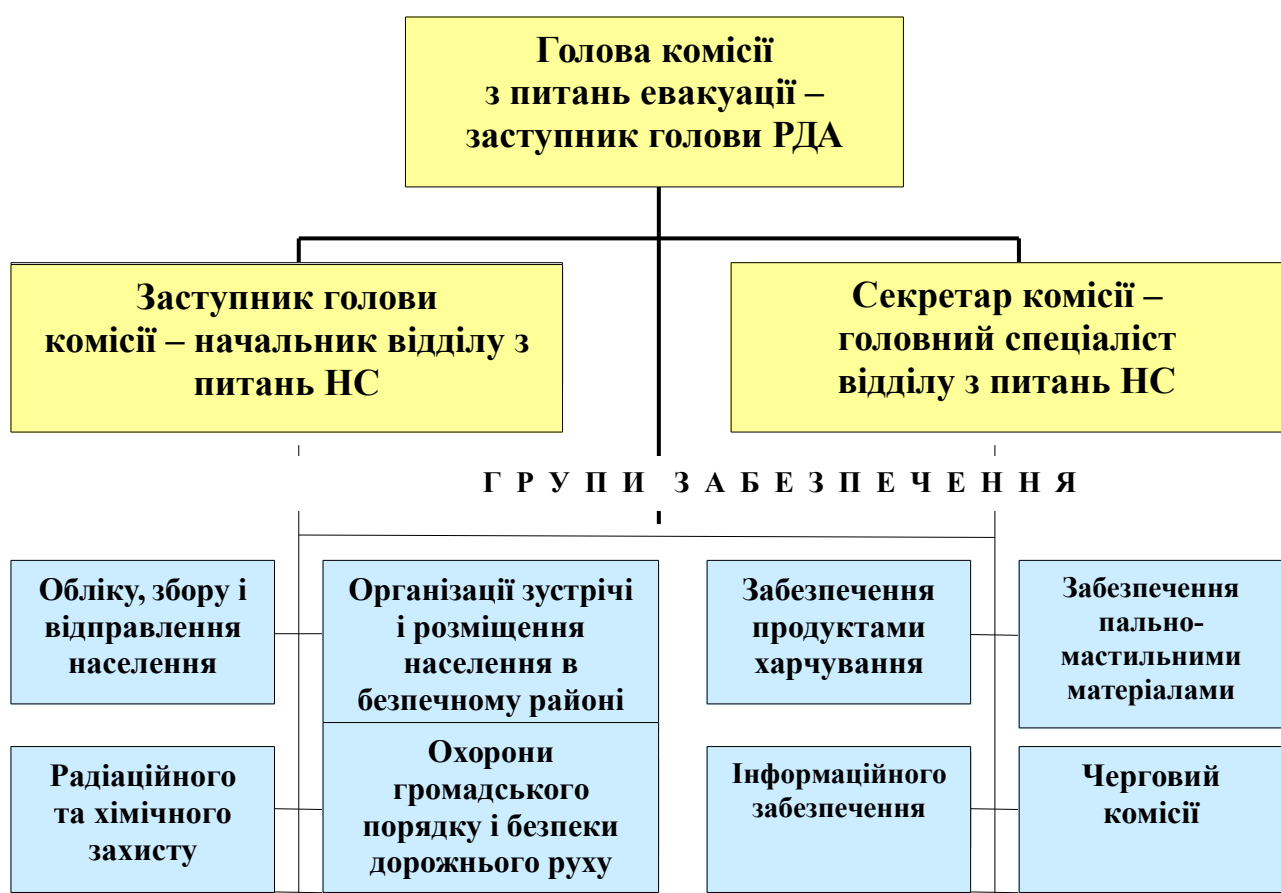 Голова комісії
з питань евакуації –
заступник голови РДА
Заступник голови
комісії – начальник відділу з
питань НС
Секретар комісії –
головний спеціаліст
відділу з питань НС
Г Р У П И  З А Б Е З П Е Ч Е Н Н Я
Обліку, збору і
відправлення
населення
Організації зустрічі
і розміщення
населення в
безпечному районі
Забезпечення
продуктами
харчування
Забезпечення
пально-
мастильними
матеріалами
Радіаційного
та хімічного
захисту
Охорони
громадського
порядку і безпеки
дорожнього руху
Інформаційного
забезпечення
Черговий
комісії